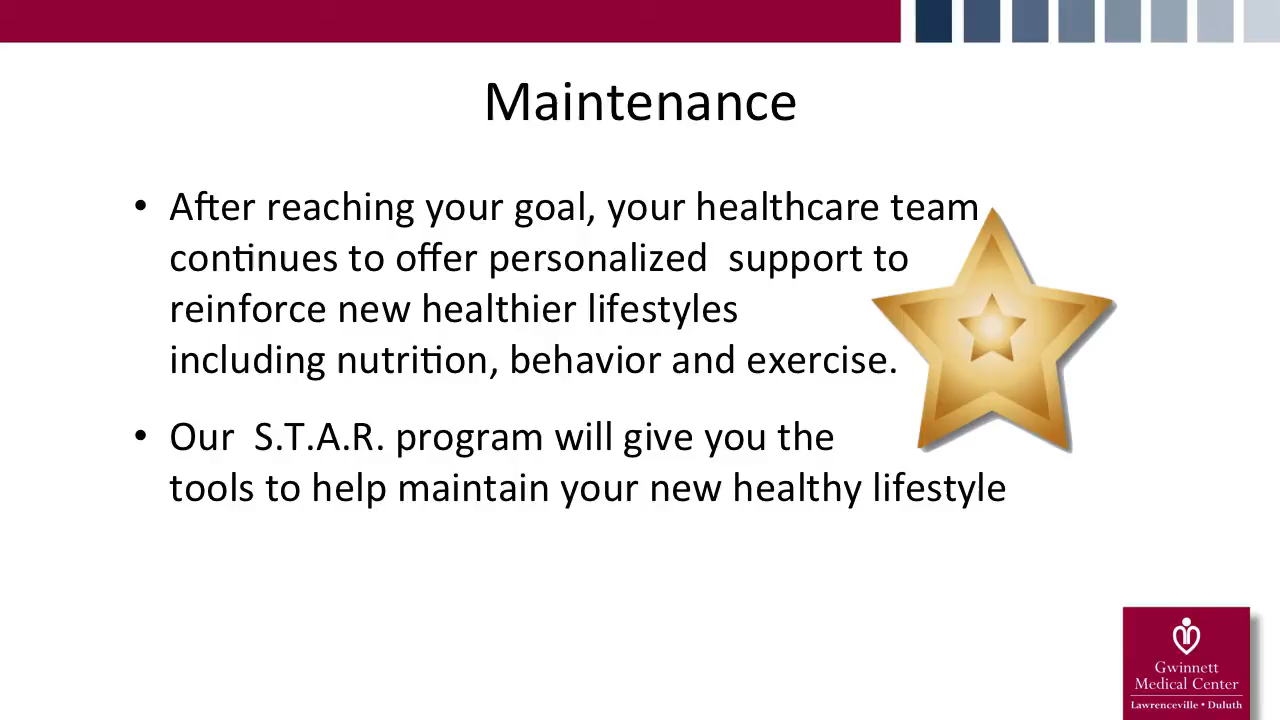 Maintenance
• After reaching your goal, your healthcare team
continues to offer personalized  support to
reinforce new healthier lifestyles
including nutrition, behavior and exercise.
• Our  S.T.A.R. program will give you the
tools to help maintain your new healthy lifestyle
Gwinnett
Medical Center
Lawrenceville • Duluth